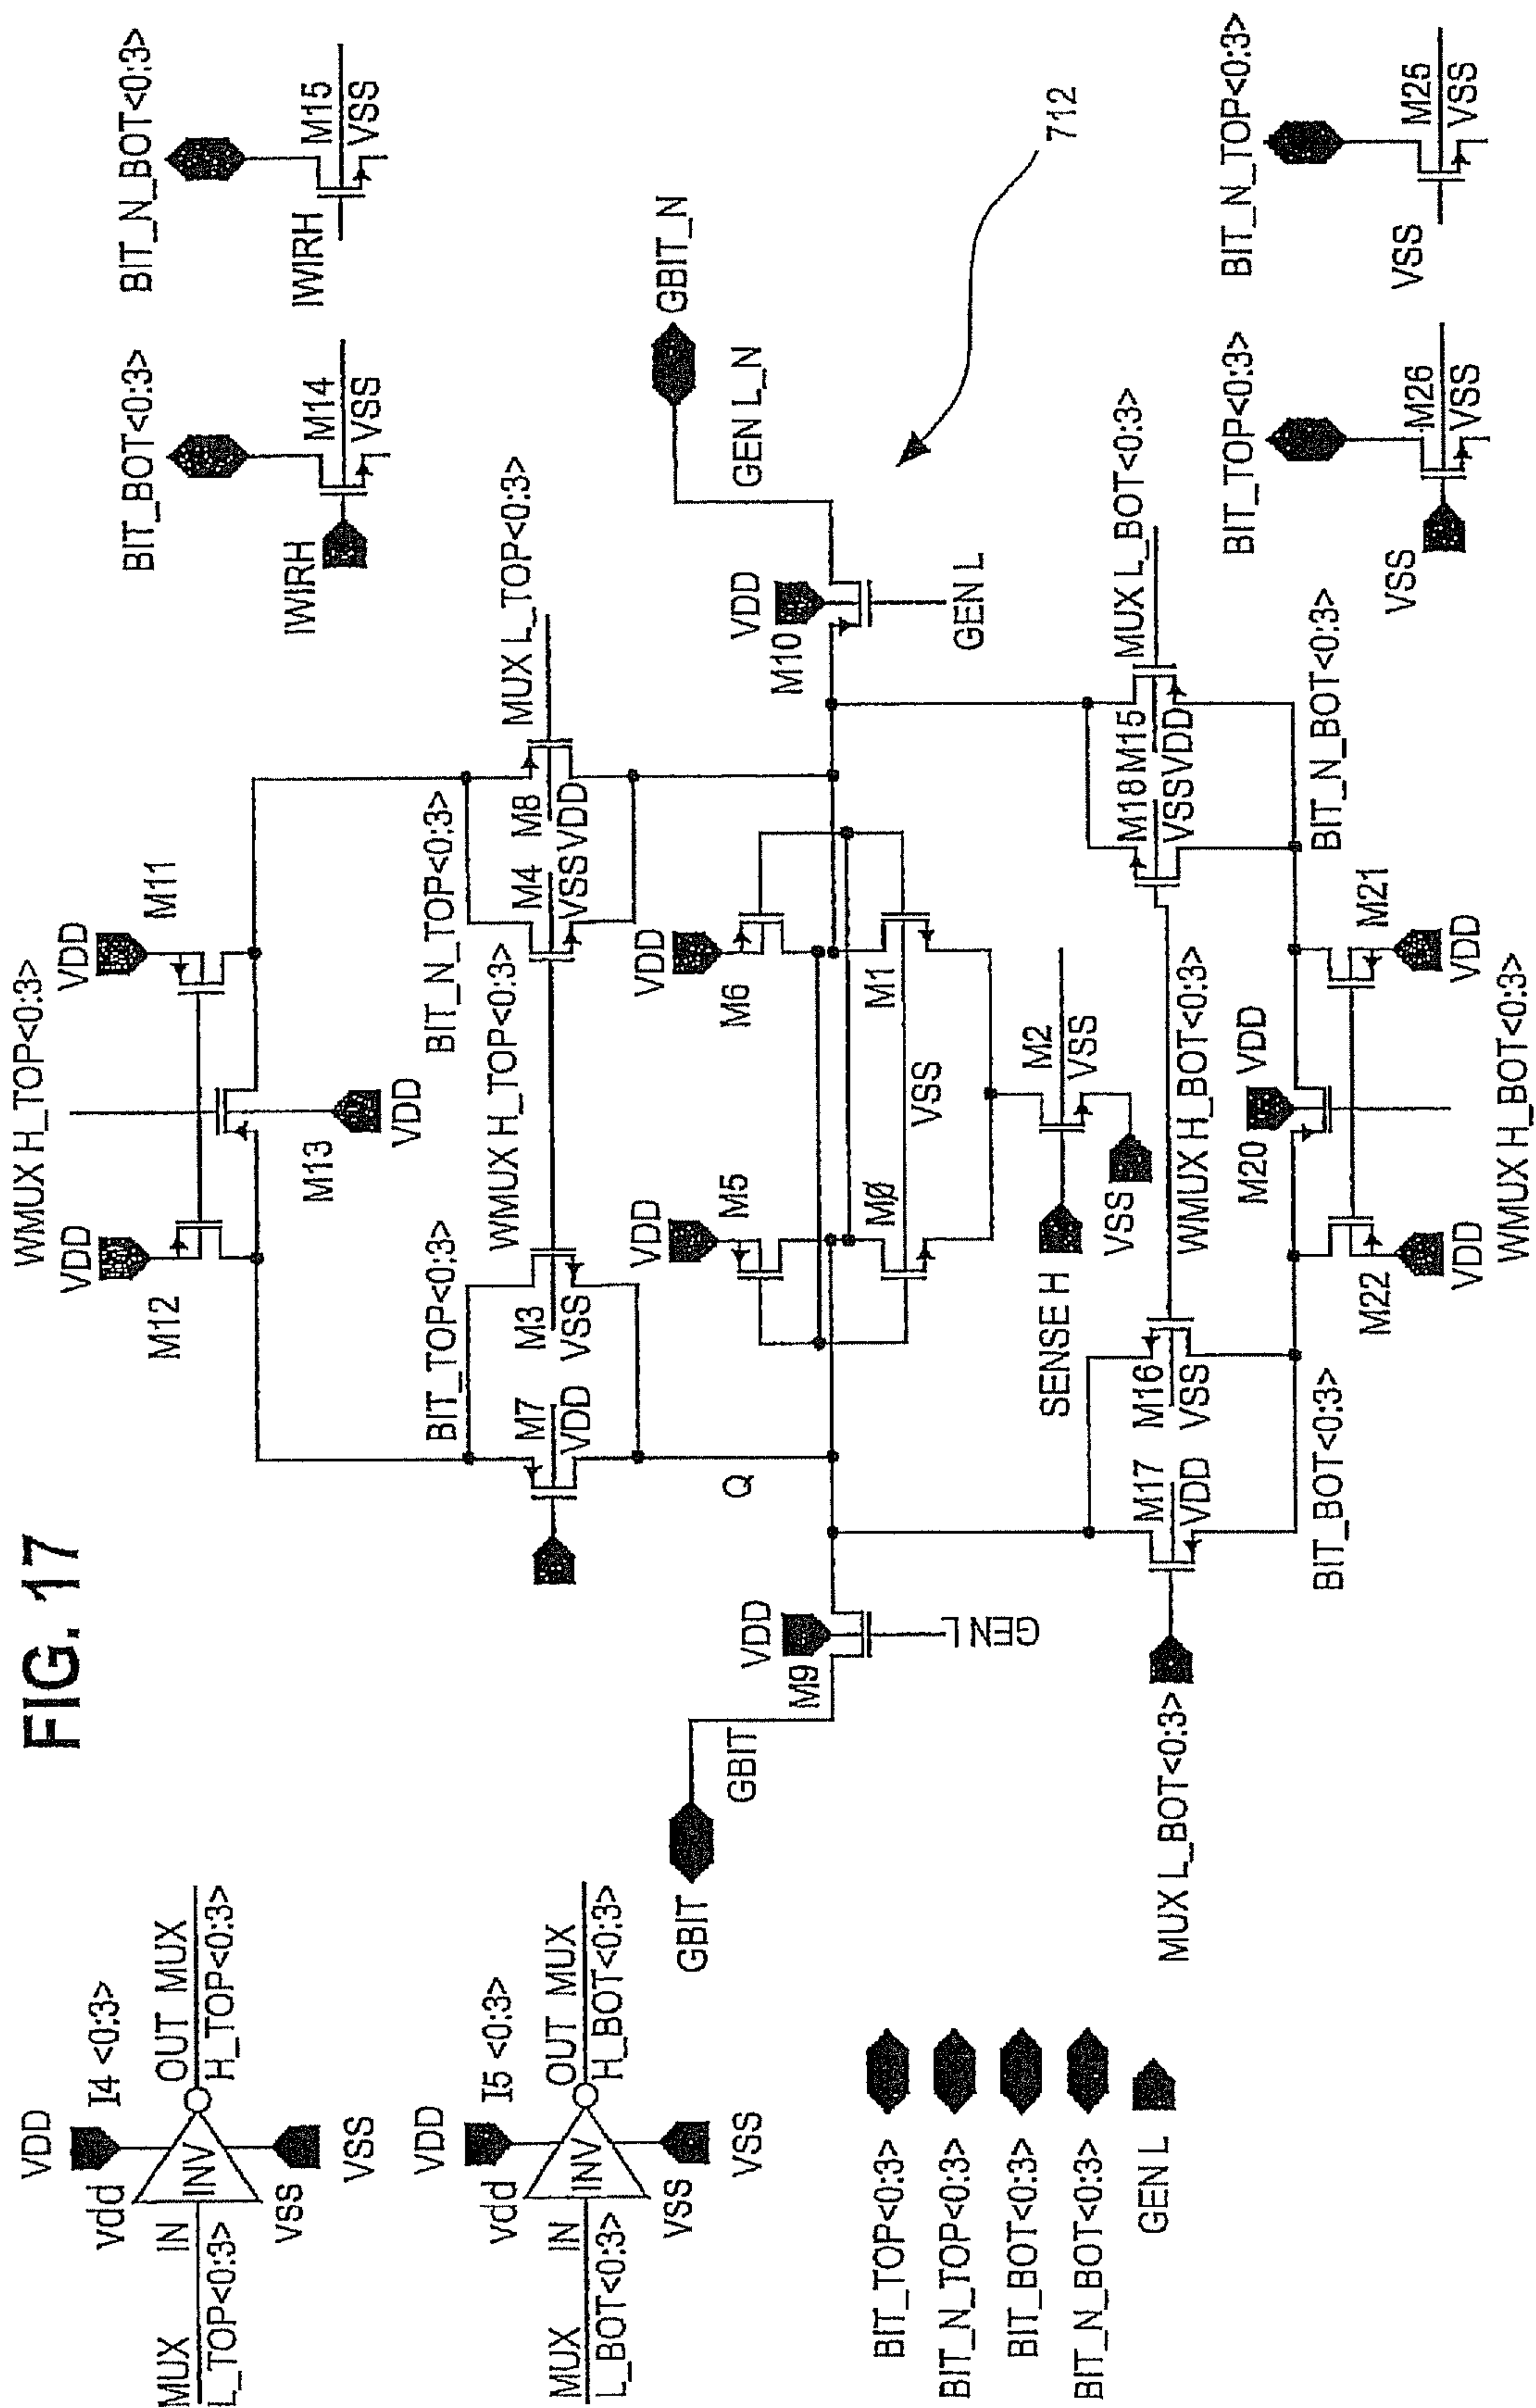 FIG. 17
VDD
I4 <0:3>
vdd
IN
INV
OUT MUX
MUX
L_TOP<0:3>
H_TOP<0:3>
VSS
VSS
VDD
I5 <0:3>
vdd
IN
INV
OUT MUX
MUX
L_BOT<0:3>
H_BOT<0:3>
VSS
VSS
BIT_TOP<0:3>
BIT_N_TOP<0:3>
BIT_BOT<0:3>
BIT_N_BOT<0:3>
GEN L
WMUX H_TOP<0:3>
VDD
M12
VDD
M11
M13
VDD
BIT_TOP<0:3>
M7
VDD
M3
VSS
WMUX H_TOP<0:3>
BIT_N_TOP<0:3>
M4
VSS
M8
VDD
MUX L_TOP<0:3>
Q
GBIT
GBIT
M9
VDD
GEN L
VDD
M5
VDD
M6
MØ
M1
VSS
SENSE H
M2
VSS
VSS
M10
VDD
GEN L
GEN L_N
GBIT_N
712
MUX L_BOT<0:3>
M17
VDD
M16
VSS
WMUX H_BOT<0:3>
M18
VSS
M15
VDD
MUX L_BOT<0:3>
BIT_BOT<0:3>
BIT_N_BOT<0:3>
M20
VDD
M22
VDD
M21
VDD
WMUX H_BOT<0:3>
BIT_BOT<0:3>
IWIRH
M14
VSS
BIT_N_BOT<0:3>
IWIRH
M15
VSS
BIT_TOP<0:3>
VSS
M26
VSS
BIT_N_TOP<0:3>
VSS
M25
VSS